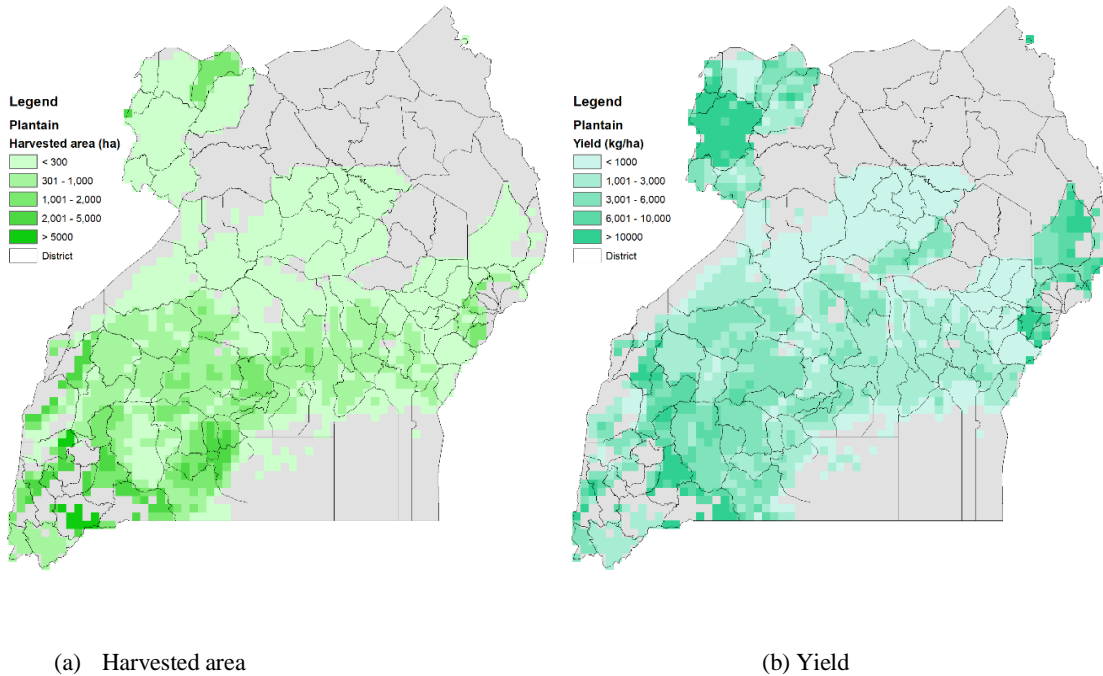 Legend
Plantain
Harvested area (ha)
< 300
301 - 1,000
1,001 - 2,000
2,001 - 5,000
> 5000
District
Legend
Plantain
Yield (kg/ha)
< 1000
1,001 - 3,000
3,001 - 6,000
6,001 - 10,000
> 10000
District
(a) Harvested area
(b) Yield